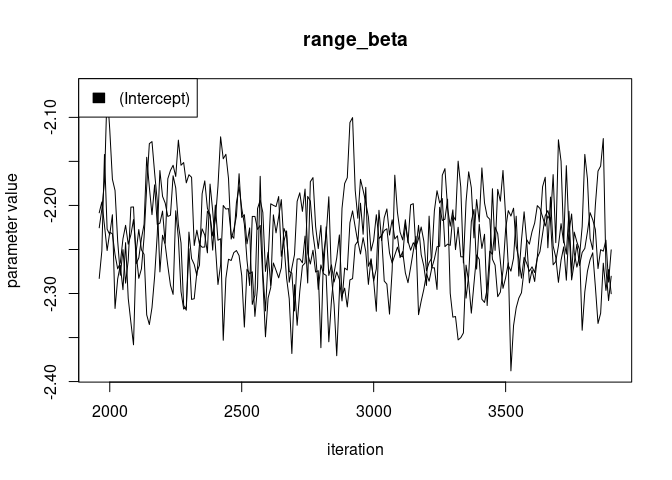 range_beta
(Intercept)
parameter value
-2.10
-2.20
-2.30
-2.40
2000 2500 3000 3500
iteration